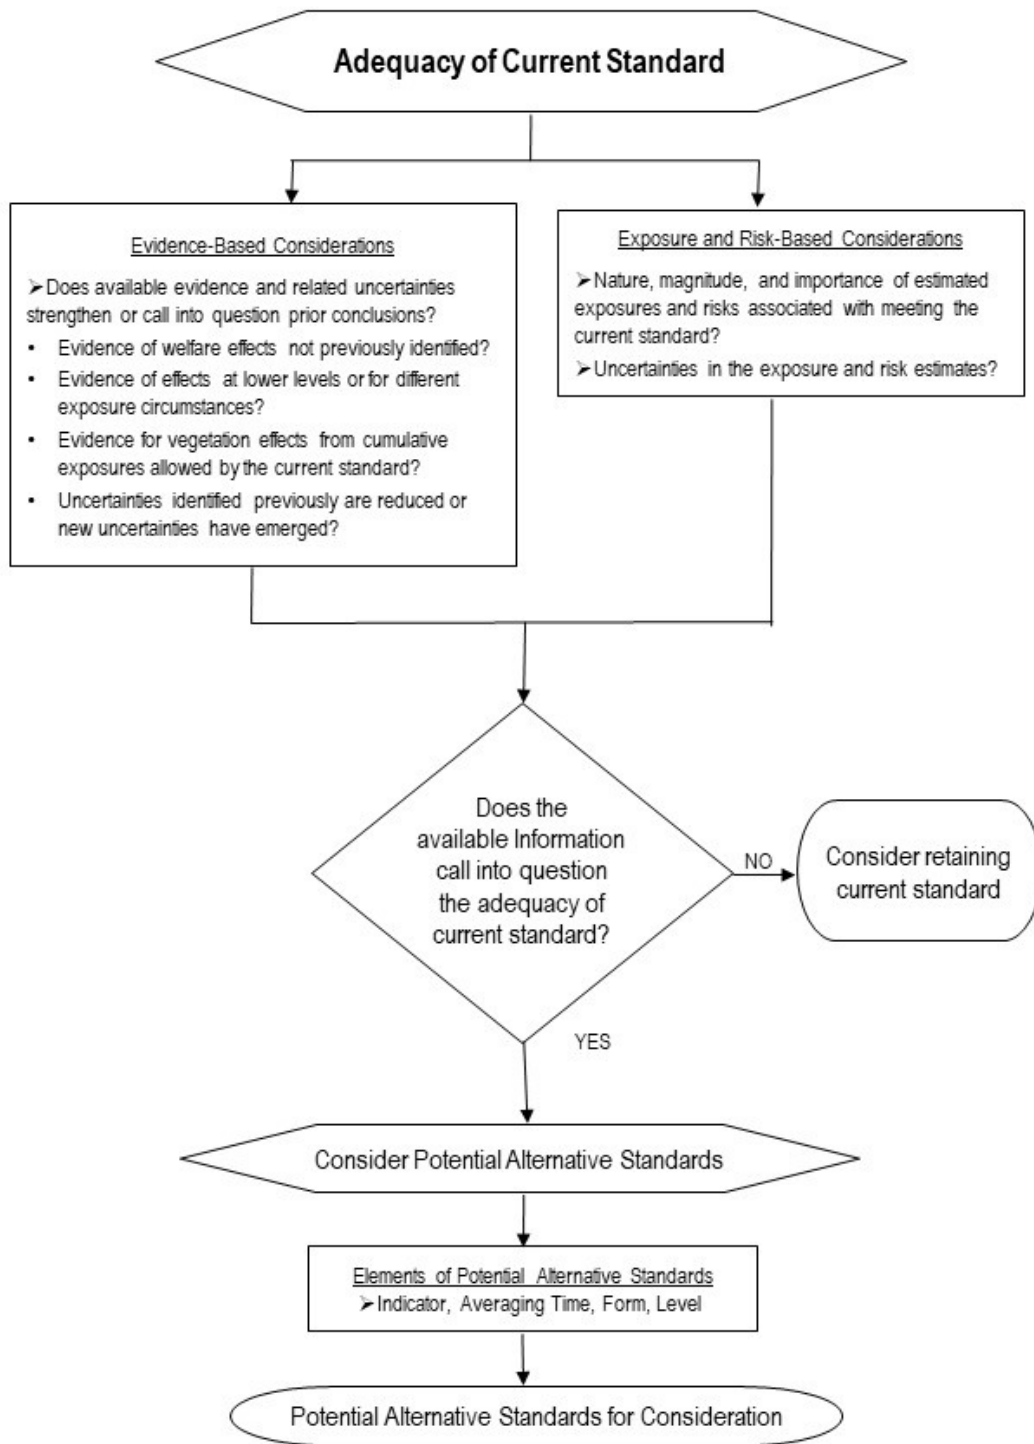 Adequacy of Current Standard
Evidence-Based Considerations
➢Does available evidence and related uncertainties
strengthen or call into question prior conclusions?
• Evidence of welfare effects not previously identified?
• Evidence of effects at lower levels or for different
exposure circumstances?
• Evidence for vegetation effects from cumulative
exposures allowed by the current standard?
• Uncertainties identified previously are reduced or
new uncertainties have emerged?
Exposure and Risk-Based Considerations
➢Nature, magnitude, and importance of estimated
exposures and risks associated with meeting the
current standard?
➢Uncertainties in the exposure and risk estimates?
Does the
available Information
call into question
the adequacy of
current standard?
NO
Consider retaining
current standard
YES
Consider Potential Alternative Standards
Elements of Potential Alternative Standards
➢Indicator, Averaging Time, Form, Level
Potential Alternative Standards for Consideration